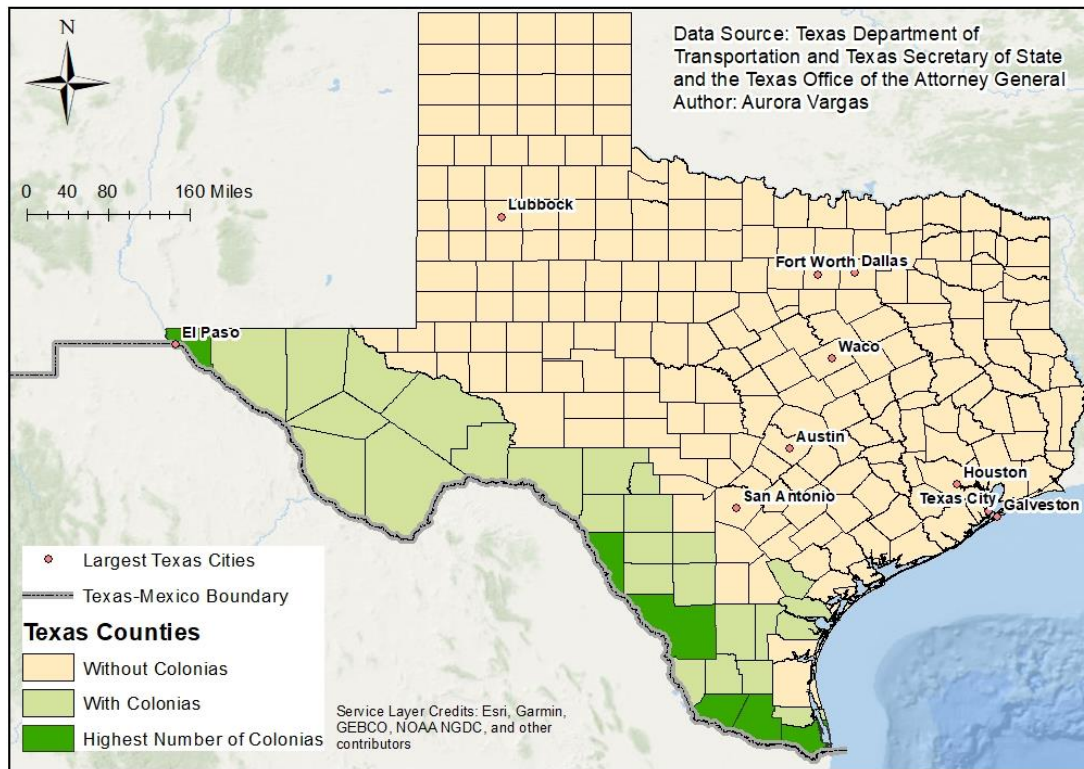 N
Data Source: Texas Department of
Transportation and Texas Secretary of State
and the Texas Office of the Attorney General
Author: Aurora Vargas
0 40 80 160 Miles
Lubbock
Fort Worth Dallas
El Paso
Waco
Austin
Houston
San Antonio
Texas City
Galveston
Largest Texas Cities
Texas-Mexico Boundary
Texas Counties
Without Colonias
With Colonias
Highest Number of Colonias
Service Layer Credits: Esri, Garmin,
GEBCO, NOAA NGDC, and other
contributors